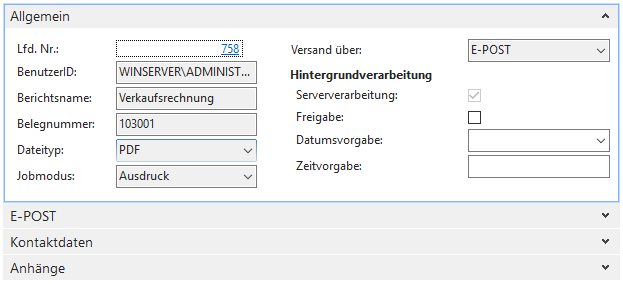 Allgemein
Lfd. Nr.: 758
BenutzerID: WINSERVER\ADMINIST...
Berichtsname: Verkaufsrechnung
Belegnummer: 103001
Dateityp: PDF
Jobmodus: Ausdruck
Versand über: E-POST
Hintergrundverarbeitung
Serververarbeitung:
Freigabe:
Datumsvorgabe:
Zeitvorgabe:
E-POST
Kontaktdaten
Anhänge